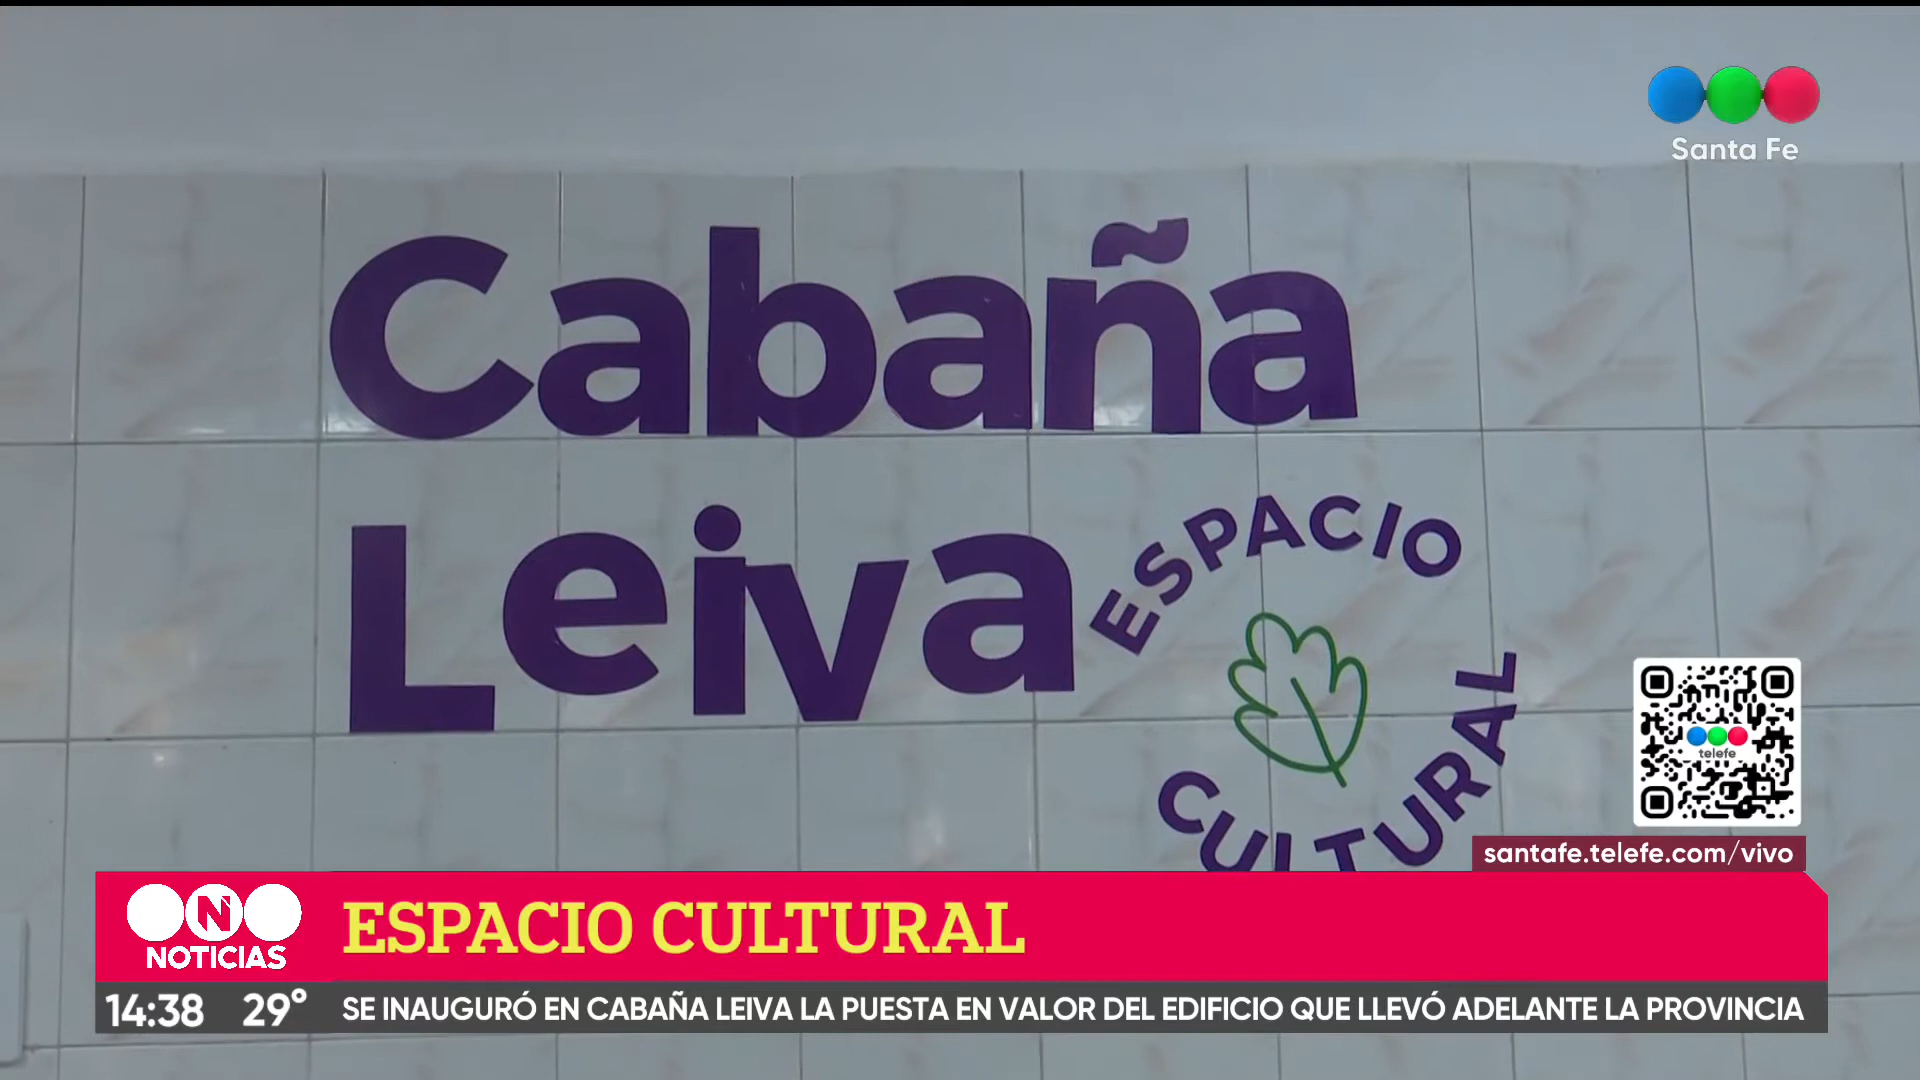 Santa Fe
Cabaña
Leiva
ESPACIO
CULTURAL
telefe
santafe.telefe.com/vivo
N
NOTICIAS
ESPACIO CULTURAL
14:38 29°
SE INAUGURÓ EN CABAÑA LEIVA LA PUESTA EN VALOR DEL EDIFICIO QUE LLEVÓ ADELANTE LA PROVINCIA